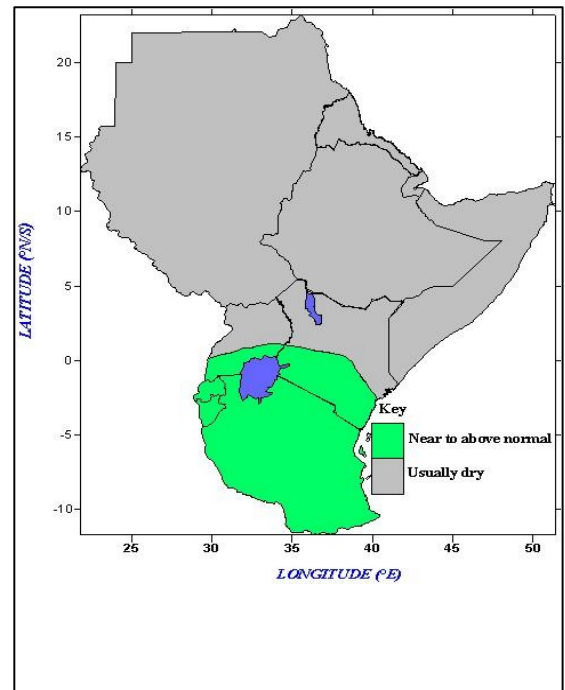 20
15
10
5
0
-5
-10
LATITUDE (°N/S)
Key
Near to above normal
Usually dry
25 30 35 40 45 50
LONGITUDE (°E)